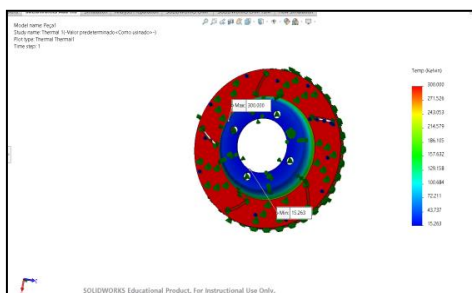 Model name: Peça1
Study name: Thermal 1(-Valor predeterminado<Como usinado>-)
Plot type: Thermal Thermal1
Time step: 1
Max: 300.000
Min: 15.263
Temp (Kelvin)
300.000
271.526
243.053
214.579
186.105
157.632
129.158
100.684
72.211
43.737
15.263
SOLIDWORKS Educational Product. For Instructional Use Only.